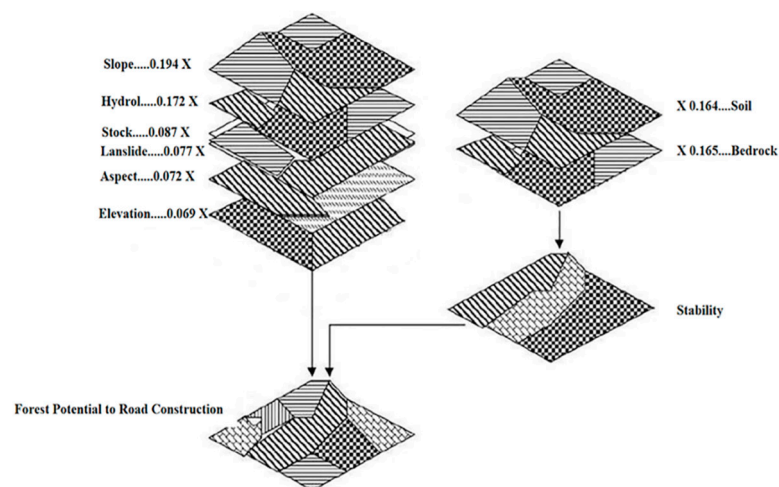 Slope.....0.194 X
Hydrol....0.172 X
Stock.....0.087 X
Lanslide....0.077 X
Aspect.....0.072 X
Elevation....0.069 X
X 0.164....Soil
X 0.165....Bedrock
Stability
Forest Potential to Road Construction